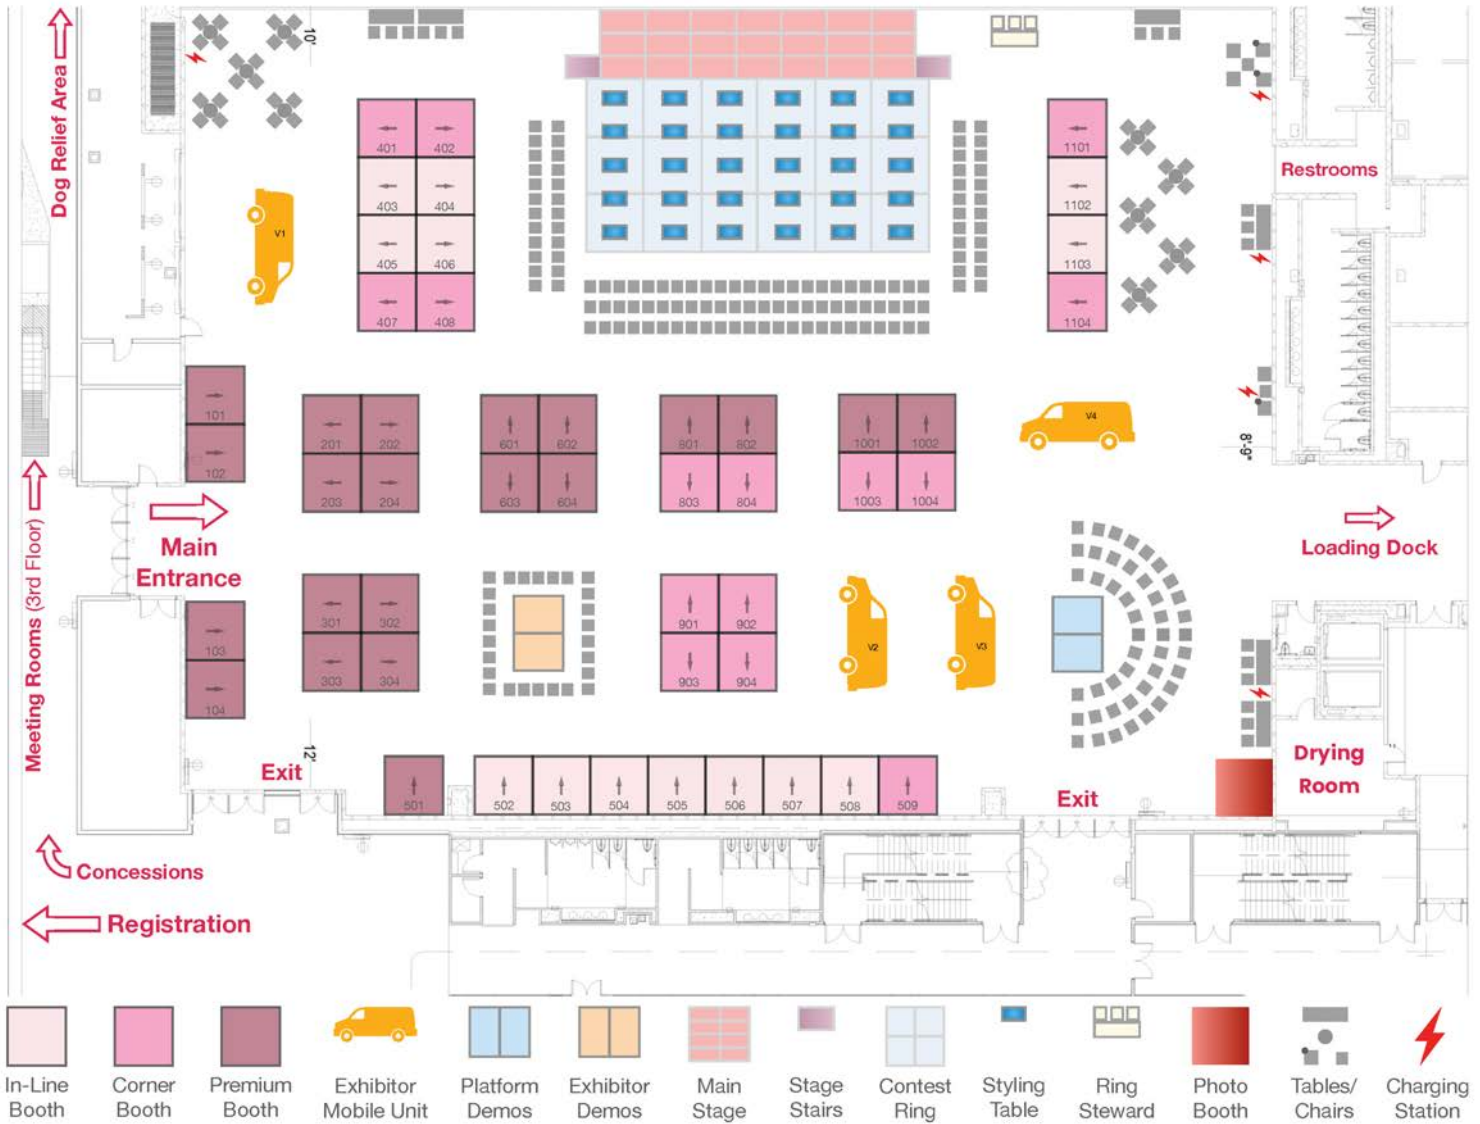 Dog Relief Area
10'
401
402
1101
Restrooms
403
404
1102
V1
405
406
1103
407
408
1104
101
201
202
601
602
801
802
1001
1002
V4
8'-9"
102
203
204
603
604
803
804
1003
1004
Meeting Rooms (3rd Floor)
Main
Entrance
Loading Dock
103
301
302
901
902
V2
V3
104
303
304
903
904
12'
Exit
Drying
Room
501
502
503
504
505
506
507
508
509
Exit
Concessions
Registration
In-Line
Booth
Corner
Booth
Premium
Booth
Exhibitor
Mobile Unit
Platform
Demos
Exhibitor
Demos
Main
Stage
Stage
Stairs
Contest
Ring
Styling
Table
Ring
Steward
Photo
Booth
Tables/
Chairs
Charging
Station